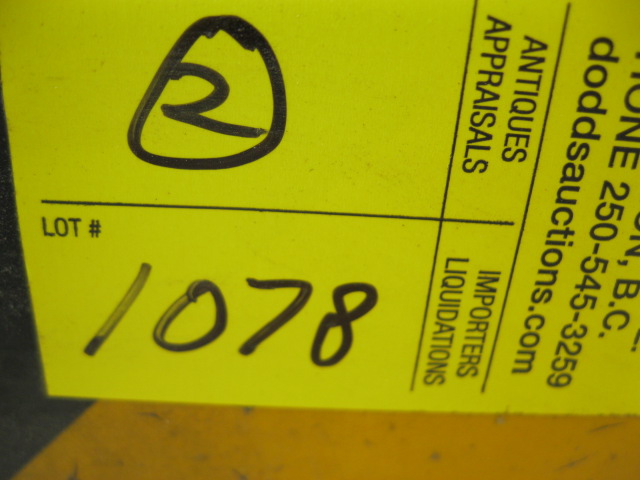 2
LOT #
1078
ANTIQUES
APPRAISALS
IMPORTERS
LIQUIDATIONS
B.C.
250-545-3259
doddsauctions.com